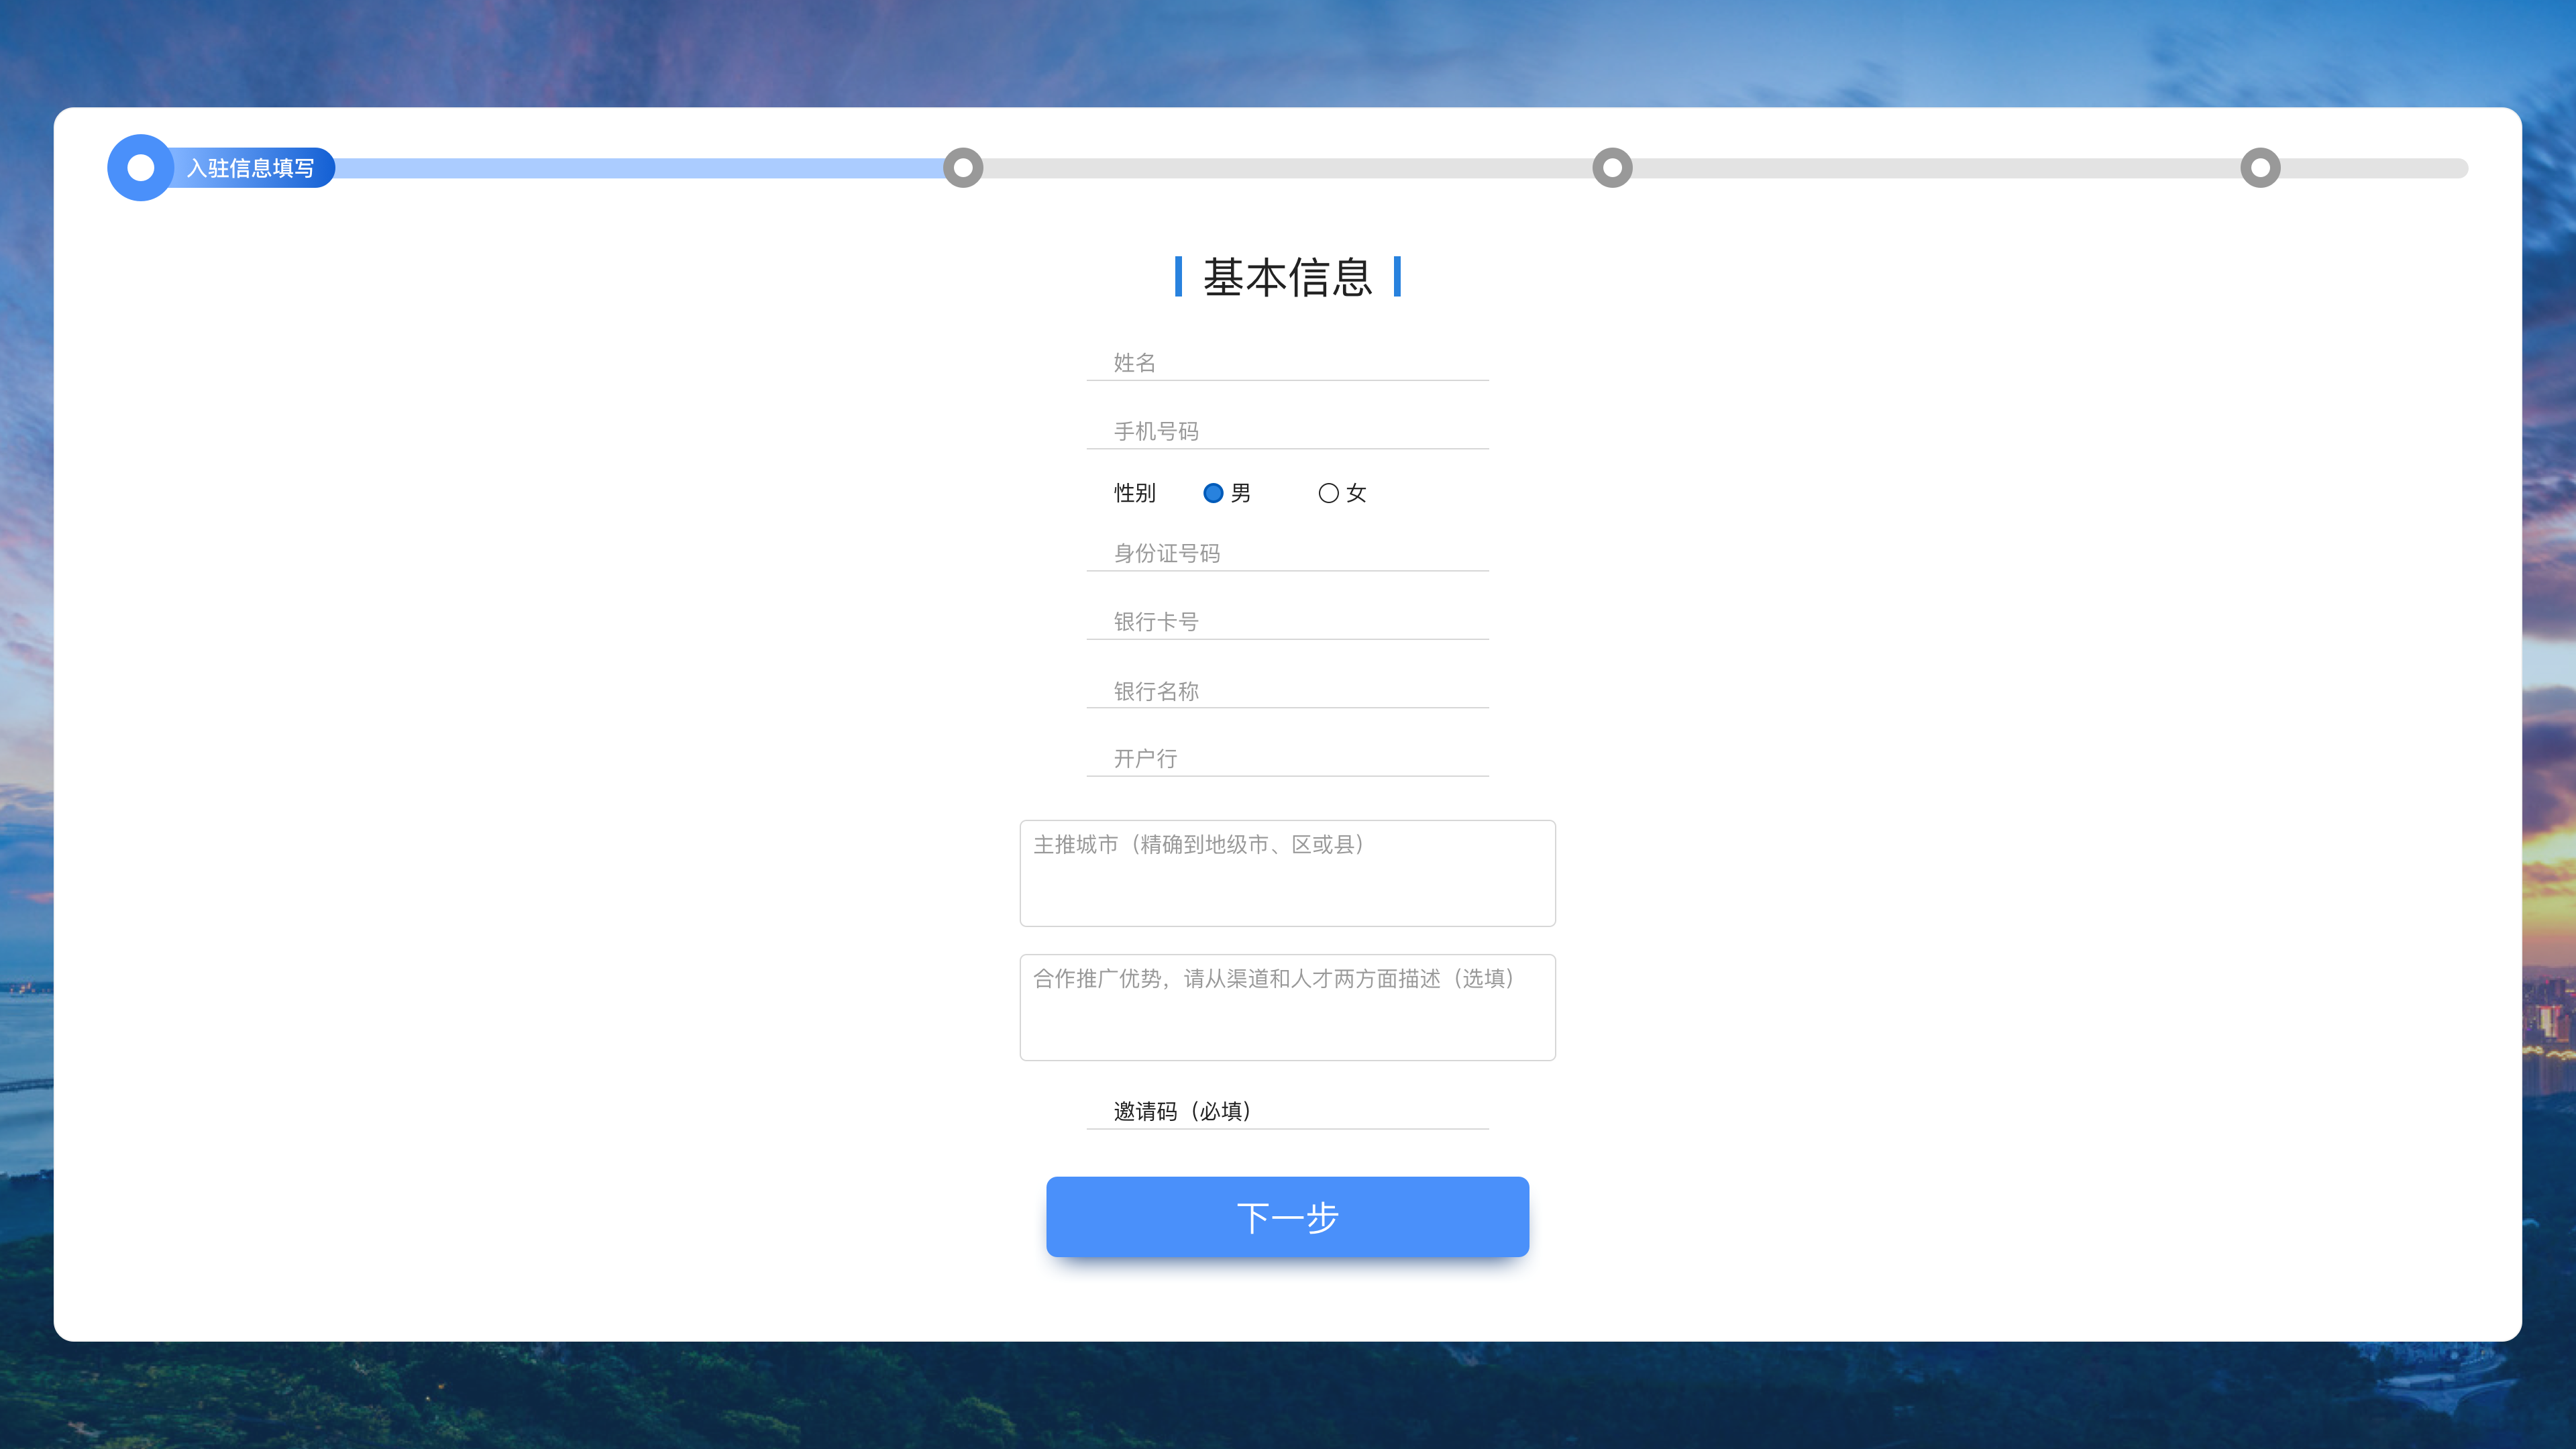 入驻信息填写
基本信息
姓名
手机号码
性别 男 女
身份证号码
银行卡号
银行名称
开户行
主推城市（精确到地级市、区或县）
合作推广优势，请从渠道和人才两方面描述（选填）
邀请码（必填）
下一步